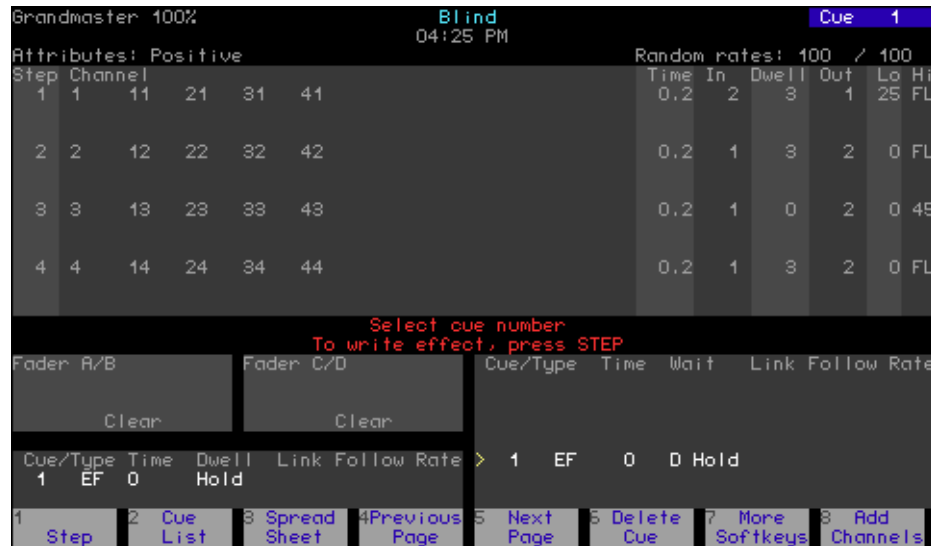 Grandmaster 100% Blind Cue 1
04:25 PM
Attributes: Positive Random rates: 100 / 100
Step Channel Time In Dwell Out Lo Hi
1 1 11 21 31 41 0.2 2 3 1 25 FL
2 2 12 22 32 42 0.2 1 3 2 0 FL
3 3 13 23 33 43 0.2 1 0 2 0 45
4 4 14 24 34 44 0.2 1 3 2 0 FL
Select cue number
To write effect, press STEP
Fader A/B Fader C/D Cue/Type Time Wait Link Follow Rate
Clear Clear
Cue/Type Time Dwell Link Follow Rate > 1 EF 0 D Hold
1 EF 0 Hold
1 2 Cue 3 Spread 4Previous 5 Next 6 Delete 7 More 8 Add
Step List Sheet Page Page Cue Softkeys Channels